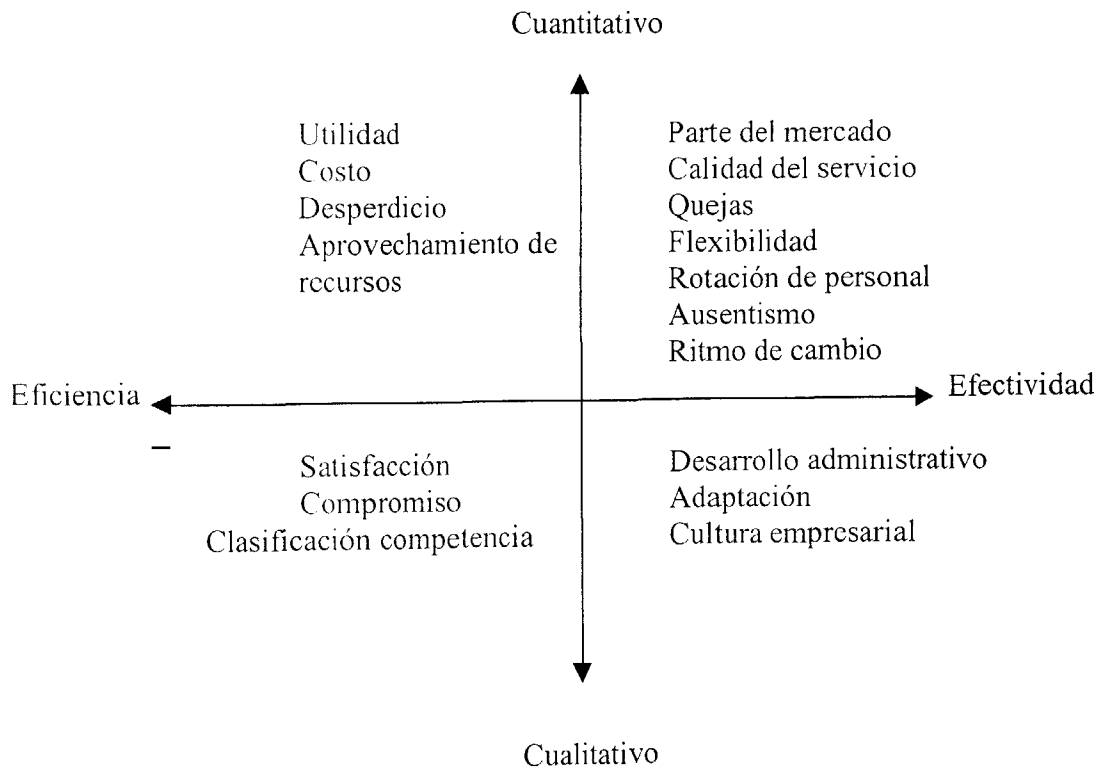 Cuantitativo
Utilidad
Costo
Desperdicio
Aprovechamiento de
recursos
Parte del mercado
Calidad del servicio
Quejas
Flexibilidad
Rotación de personal
Ausentismo
Ritmo de cambio
Eficiencia
Efectividad
Satisfacción
Compromiso
Clasificación competencia
Desarrollo administrativo
Adaptación
Cultura empresarial
Cualitativo